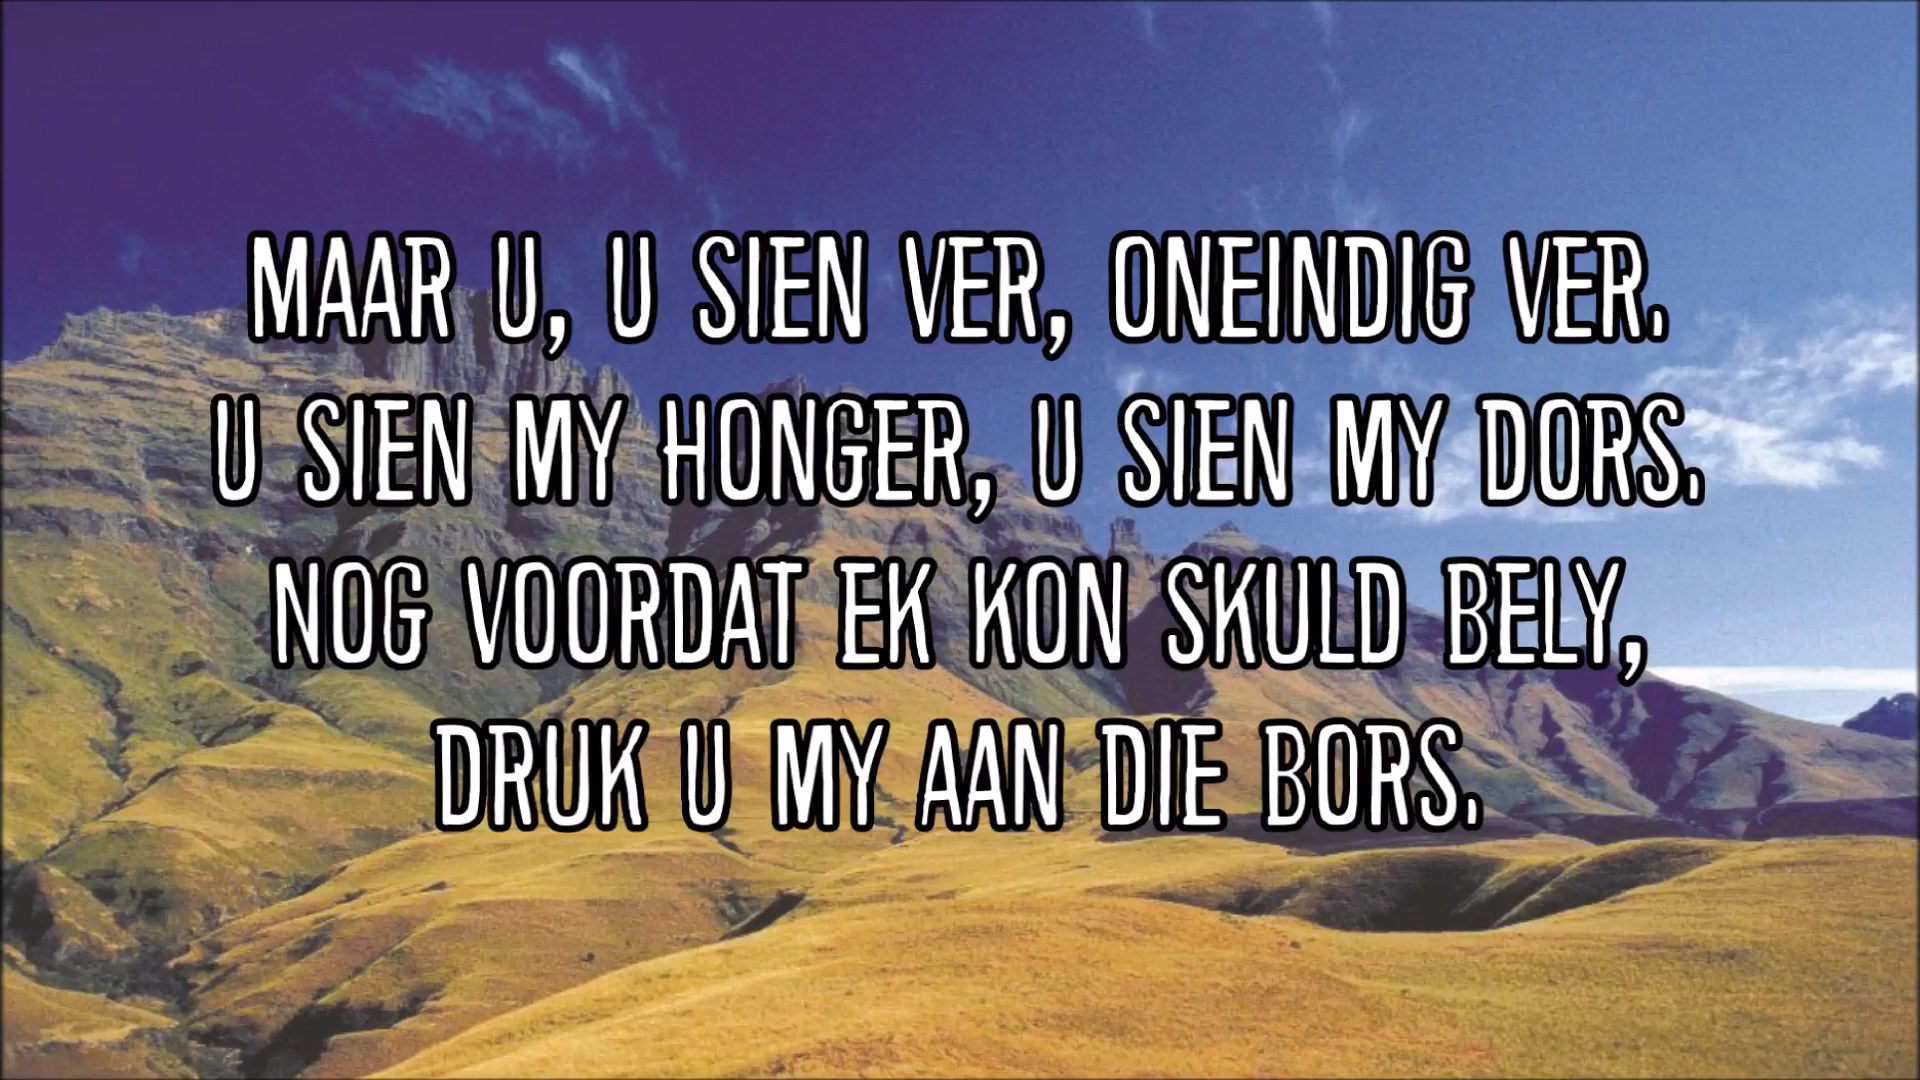 MAAR U, U SIEN VER, ONEINDIG VER.
U SIEN MY HONGER, U SIEN MY DORS.
NOG VOORDAT EK KON SKULD BELY,
DRUK U MY AAN DIE BORS.